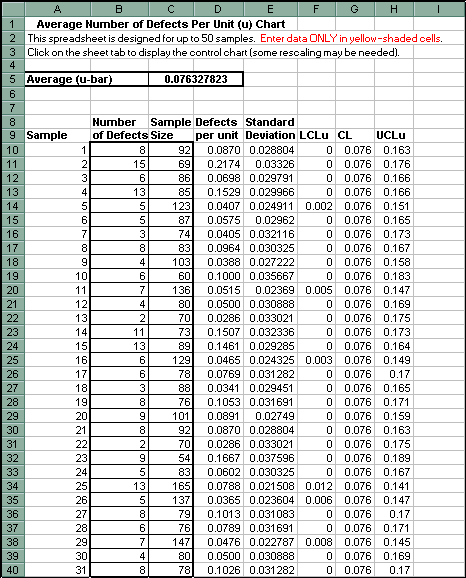 A B C D E F G H I
1 Average Number of Defects Per Unit (u) Chart
2 This spreadsheet is designed for up to 50 samples. Enter data ONLY in yellow-shaded cells.
3 Click on the sheet tab to display the control chart (some rescaling may be needed).
4
5 Average (u-bar) 0.076327823
6
7
8 Number Sample Defects Standard
9 Sample of Defects Size per unit Deviation LCLu CL UCLu
10 1 8 92 0.0870 0.028804 0 0.076 0.163
11 2 15 69 0.2174 0.03326 0 0.076 0.176
12 3 6 86 0.0698 0.029791 0 0.076 0.166
13 4 13 85 0.1529 0.029966 0 0.076 0.166
14 5 5 123 0.0407 0.024911 0.002 0.076 0.151
15 6 5 87 0.0575 0.02962 0 0.076 0.165
16 7 3 74 0.0405 0.032116 0 0.076 0.173
17 8 8 83 0.0964 0.030325 0 0.076 0.167
18 9 4 103 0.0388 0.027222 0 0.076 0.158
19 10 6 60 0.1000 0.035667 0 0.076 0.183
20 11 7 136 0.0515 0.02369 0.005 0.076 0.147
21 12 4 80 0.0500 0.030888 0 0.076 0.169
22 13 2 70 0.0286 0.033021 0 0.076 0.175
23 14 11 73 0.1507 0.032336 0 0.076 0.173
24 15 13 89 0.1461 0.029285 0 0.076 0.164
25 16 6 129 0.0465 0.024325 0.003 0.076 0.149
26 17 6 78 0.0769 0.031282 0 0.076 0.17
27 18 3 88 0.0341 0.029451 0 0.076 0.165
28 19 8 76 0.1053 0.031691 0 0.076 0.171
29 20 9 101 0.0891 0.02749 0 0.076 0.159
30 21 8 92 0.0870 0.028804 0 0.076 0.163
31 22 2 70 0.0286 0.033021 0 0.076 0.175
32 23 9 54 0.1667 0.037596 0 0.076 0.189
33 24 5 83 0.0602 0.030325 0 0.076 0.167
34 25 13 165 0.0788 0.021508 0.012 0.076 0.141
35 26 5 137 0.0365 0.023604 0.006 0.076 0.147
36 27 8 79 0.1013 0.031083 0 0.076 0.17
37 28 6 76 0.0789 0.031691 0 0.076 0.171
38 29 7 147 0.0476 0.022787 0.008 0.076 0.145
39 30 4 80 0.0500 0.030888 0 0.076 0.169
40 31 8 78 0.1026 0.031282 0 0.076 0.17